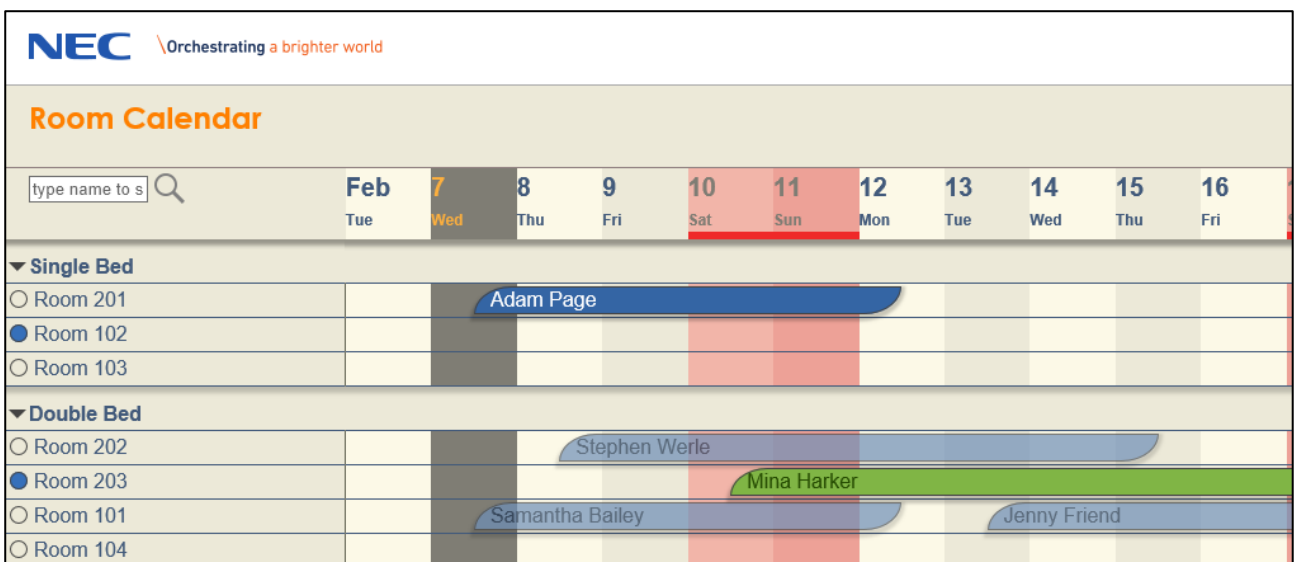 NEC \Orchestrating a brighter world
Room Calendar
type name to s
Feb 7 8 9 10 11 12 13 14 15 16
Tue Wed Thu Fri Sat Sun Mon Tue Wed Thu Fri
Single Bed
Room 201 Adam Page
Room 102
Room 103
Double Bed
Room 202 Stephen Werle
Room 203 Mina Harker
Room 101 Samantha Bailey Jenny Friend
Room 104